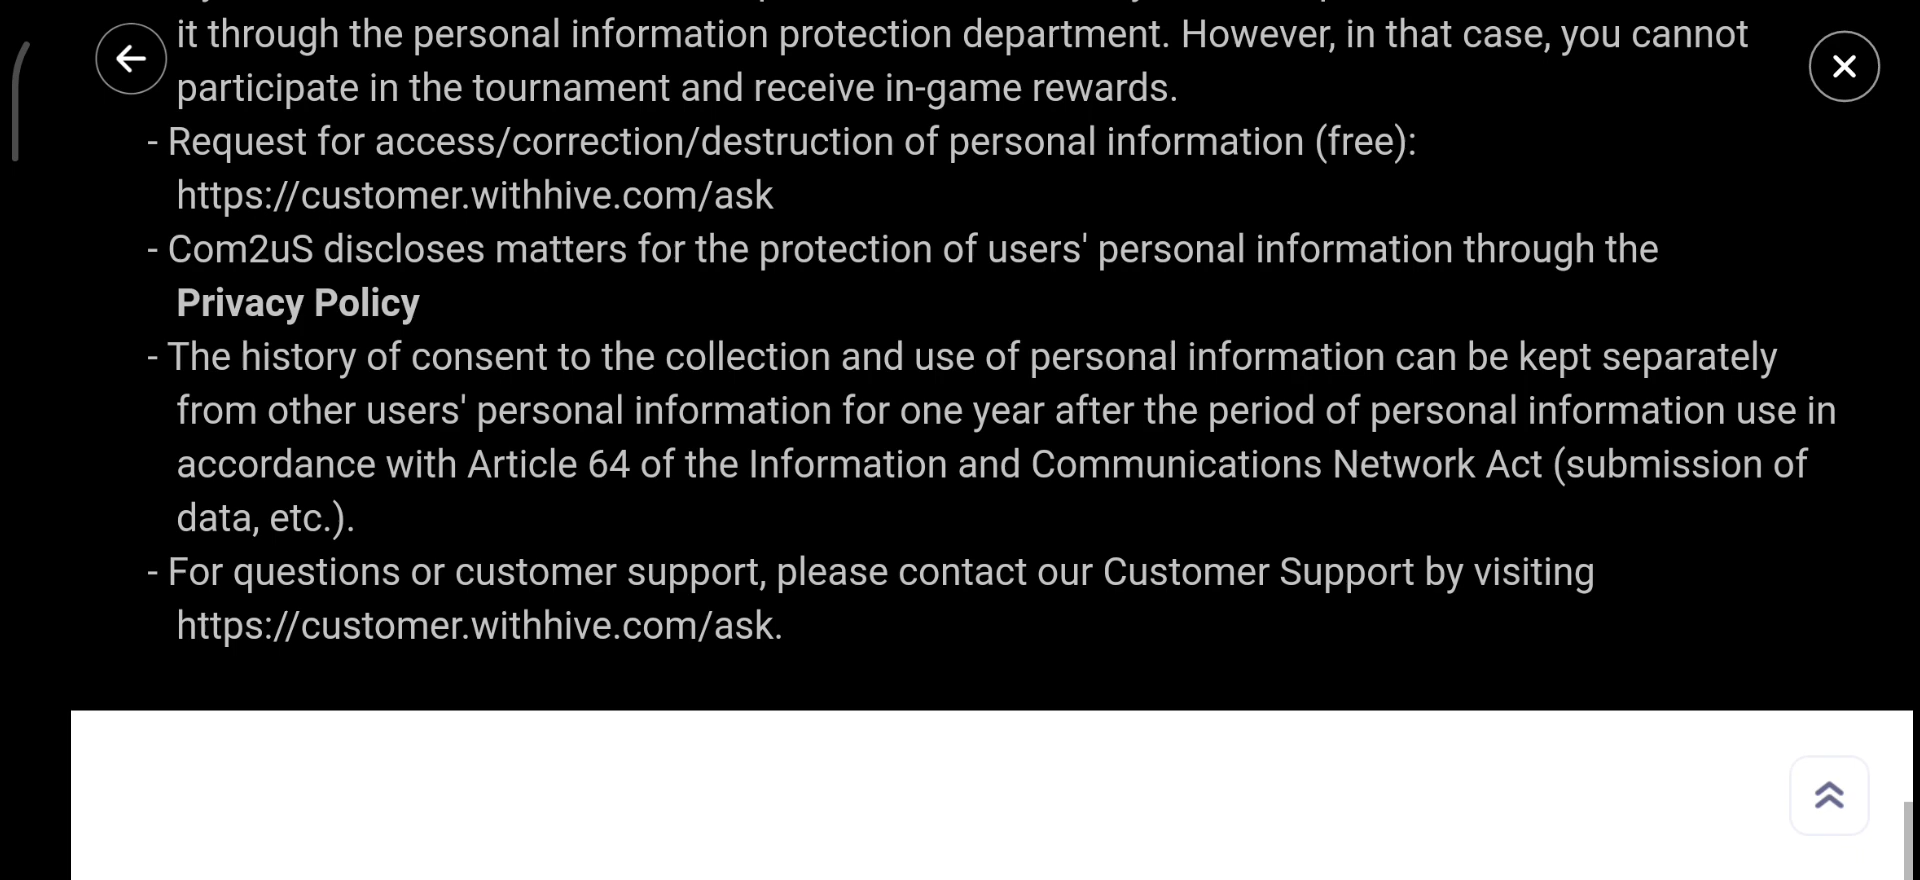 it through the personal information protection department. However, in that case, you cannot
participate in the tournament and receive in-game rewards.
- Request for access/correction/destruction of personal information (free):
https://customer.withhive.com/ask
- Com2uS discloses matters for the protection of users' personal information through the
Privacy Policy
- The history of consent to the collection and use of personal information can be kept separately
from other users' personal information for one year after the period of personal information use in
accordance with Article 64 of the Information and Communications Network Act (submission of
data, etc.).
- For questions or customer support, please contact our Customer Support by visiting
https://customer.withhive.com/ask.